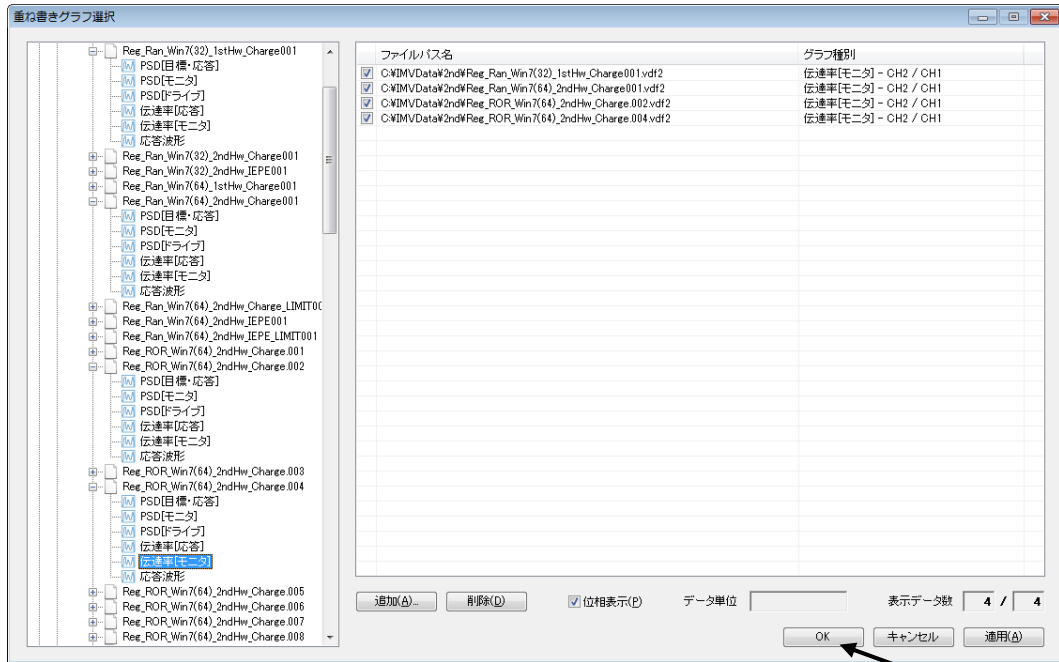 重ね書きグラフ選択
Reg_Ran_Win7(32)_1stHw_Charge001
PSD[目標・応答]
PSD[モニタ]
PSD[ドライブ]
伝達率[応答]
伝達率[モニタ]
応答波形
Reg_Ran_Win7(32)_2ndHw_Charge001
Reg_Ran_Win7(32)_2ndHw_IEPE001
Reg_Ran_Win7(64)_1stHw_Charge001
Reg_Ran_Win7(64)_2ndHw_Charge001
PSD[目標・応答]
PSD[モニタ]
PSD[ドライブ]
伝達率[応答]
伝達率[モニタ]
応答波形
Reg_Ran_Win7(64)_2ndHw_Charge_LIMIT00
Reg_Ran_Win7(64)_2ndHw_IEPE001
Reg_Ran_Win7(64)_2ndHw_IEPE_LIMIT001
Reg_ROR_Win7(64)_2ndHw_Charge.001
Reg_ROR_Win7(64)_2ndHw_Charge.002
PSD[目標・応答]
PSD[モニタ]
PSD[ドライブ]
伝達率[応答]
伝達率[モニタ]
応答波形
Reg_ROR_Win7(64)_2ndHw_Charge.003
Reg_ROR_Win7(64)_2ndHw_Charge.004
PSD[目標・応答]
PSD[モニタ]
PSD[ドライブ]
伝達率[応答]
伝達率[モニタ]
応答波形
Reg_ROR_Win7(64)_2ndHw_Charge.005
Reg_ROR_Win7(64)_2ndHw_Charge.006
Reg_ROR_Win7(64)_2ndHw_Charge.007
Reg_ROR_Win7(64)_2ndHw_Charge.008
ファイルパス名 グラフ種別
C:¥IMVData¥2nd¥Reg_Ran_Win7(32)_1stHw_Charge001.vdf2 伝達率[モニタ] - CH2 / CH1
C:¥IMVData¥2nd¥Reg_Ran_Win7(64)_2ndHw_Charge001.vdf2 伝達率[モニタ] - CH2 / CH1
C:¥IMVData¥2nd¥Reg_ROR_Win7(64)_2ndHw_Charge.002.vdf2 伝達率[モニタ] - CH2 / CH1
C:¥IMVData¥2nd¥Reg_ROR_Win7(64)_2ndHw_Charge.004.vdf2 伝達率[モニタ] - CH2 / CH1
追加(A)... 削除(D) 位相表示(P) データ単位 表示データ数 4 / 4
OK キャンセル 適用(A)